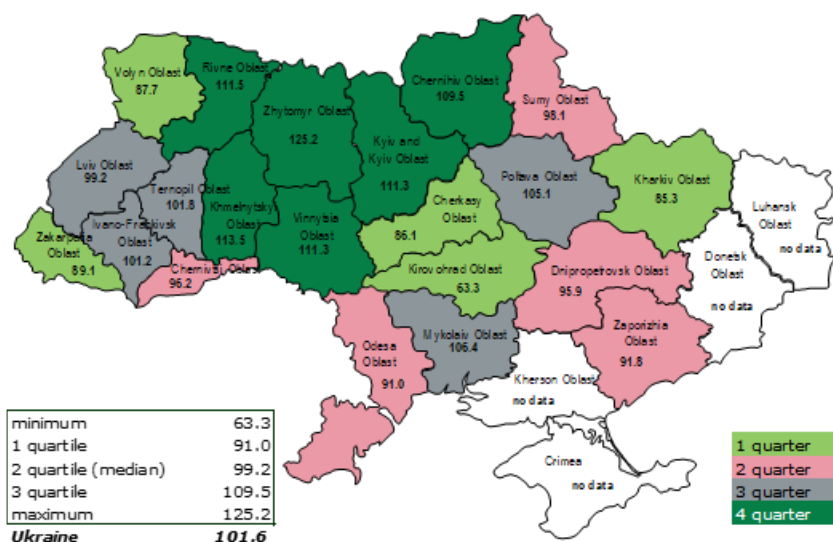 Volyn Oblast
87.7
Rivne Oblast
111.5
Zhytomyr Oblast
125.2
Kyiv and
Kyiv Oblast
111.3
Chernihiv Oblast
109.5
Sumy Oblast
98.1
Lviv Oblast
99.2
Ternopil Oblast
101.8
Khmelnytskyi
Oblast
113.5
Vinnytsia
Oblast
111.3
Cherkasy
Oblast
86.1
Poltava Oblast
105.1
Kharkiv Oblast
85.3
Luhansk
Oblast
no data
Zakarpattia
Oblast
89.1
Ivano-Frankivsk
Oblast
101.2
Chernivtsi Oblast
96.2
Kirovohrad Oblast
63.3
Dnipropetrovsk Oblast
95.9
Donetsk
Oblast
no data
Odesa
Oblast
91.0
Mykolaiv Oblast
106.4
Zaporizhia
Oblast
91.8
Kherson Oblast
no data
Crimea
no data
minimum 63.3
1 quartile 91.0
2 quartile (median) 99.2
3 quartile 109.5
maximum 125.2
Ukraine 101.6
1 quarter
2 quarter
3 quarter
4 quarter